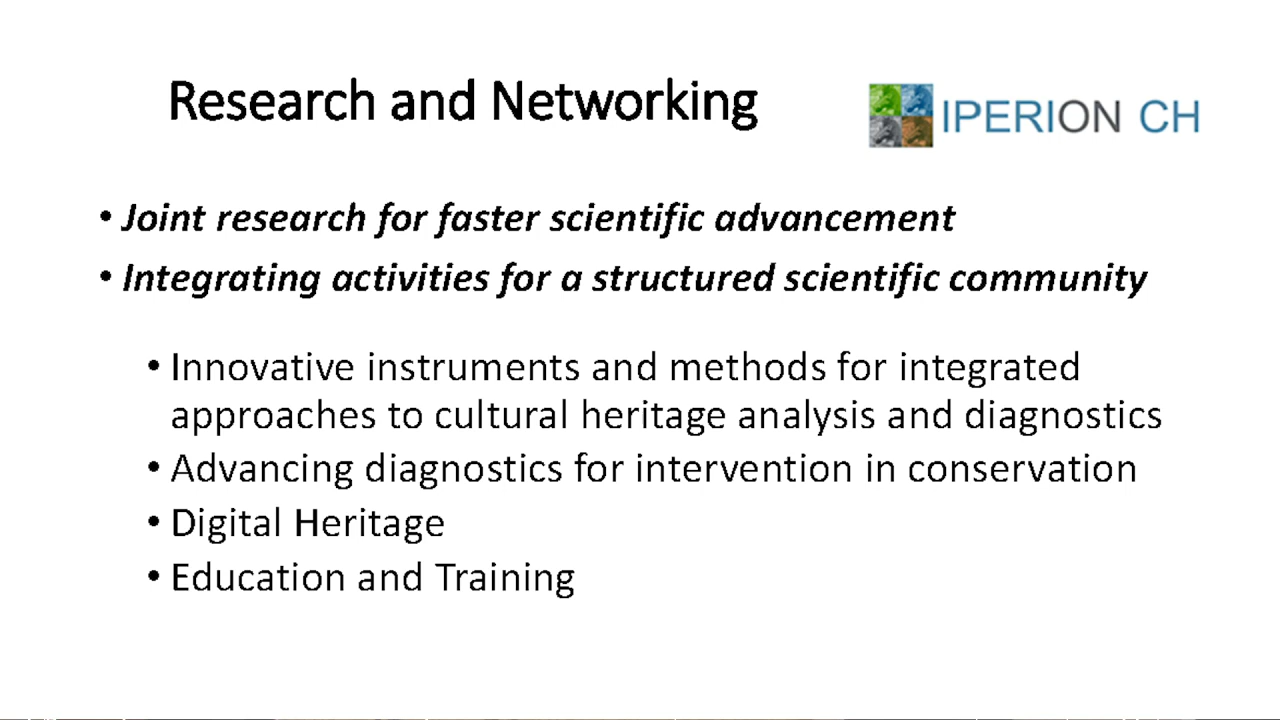 Research and Networking
IPERION CH
• Joint research for faster scientific advancement
• Integrating activities for a structured scientific community
• Innovative instruments and methods for integrated
approaches to cultural heritage analysis and diagnostics
• Advancing diagnostics for intervention in conservation
• Digital Heritage
• Education and Training